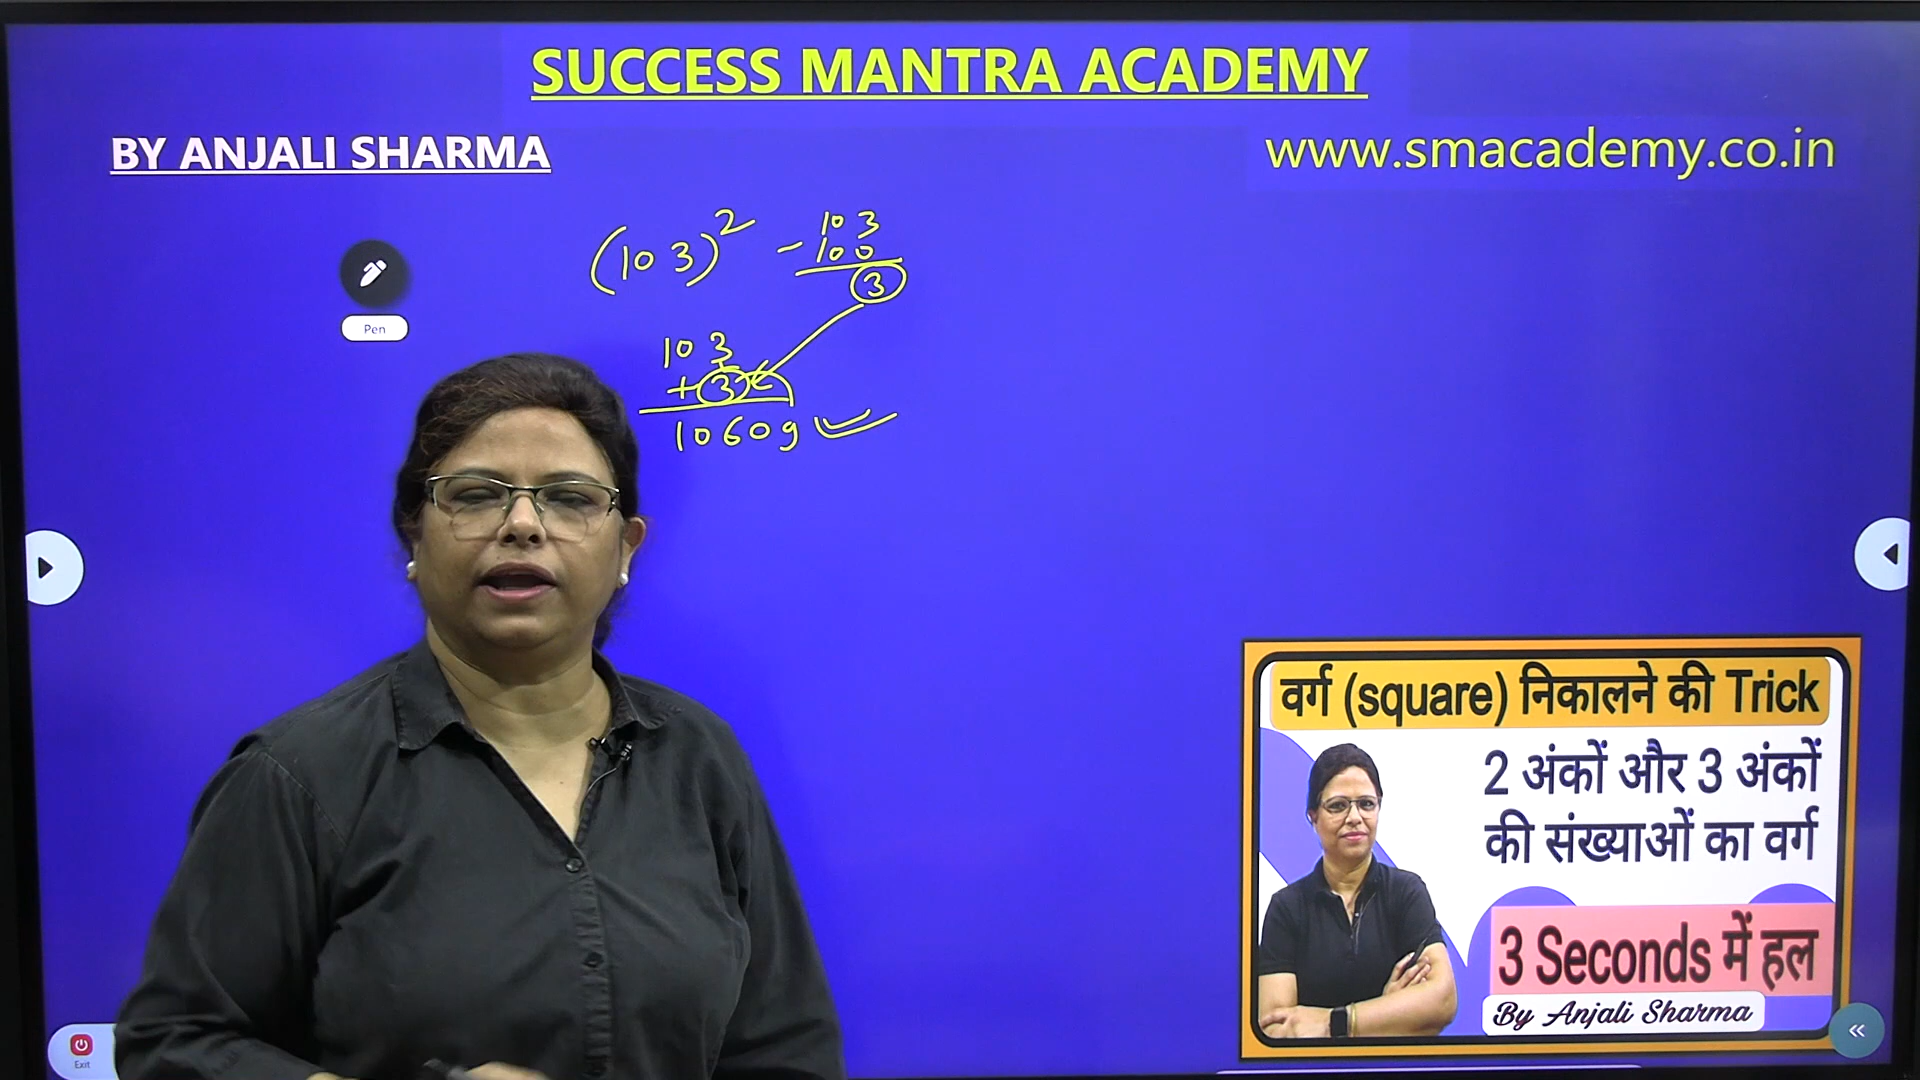 SUCCESS MANTRA ACADEMY
BY ANJALI SHARMA
www.smacademy.co.in
(103)² - 103
100
3
Pen
103
+3
10609
वर्ग (square) निकालने की Trick
2 अंकों और 3 अंकों
की संख्याओं का वर्ग
3 Seconds में हल
By Anjali Sharma
Exit